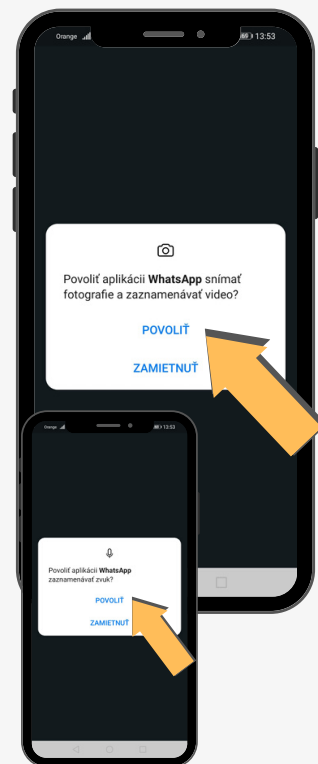 Orange 13:53
Povoliť aplikácii WhatsApp snímať
fotografie a zaznamenávať video?
POVOLIŤ
ZAMIETNUŤ
Orange 13:53
Povoliť aplikácii WhatsApp
zaznamenávať zvuk?
POVOLIŤ
ZAMIETNUŤ